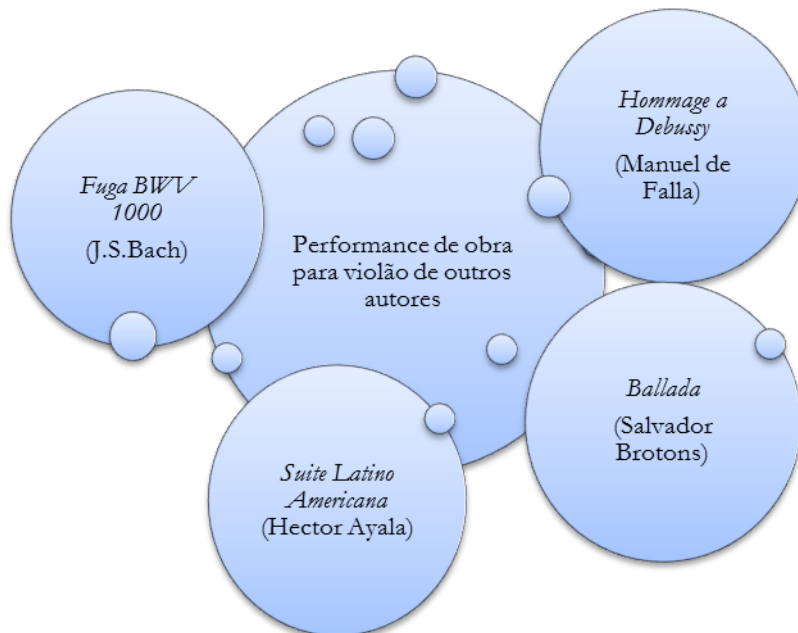 Fuga BWV
1000
(J.S.Bach)
Performance de obra
para violão de outros
autores
Hommage a
Debussy
(Manuel de
Falla)
Ballada
(Salvador
Brotons)
Suite Latino
Americana
(Hector Ayala)